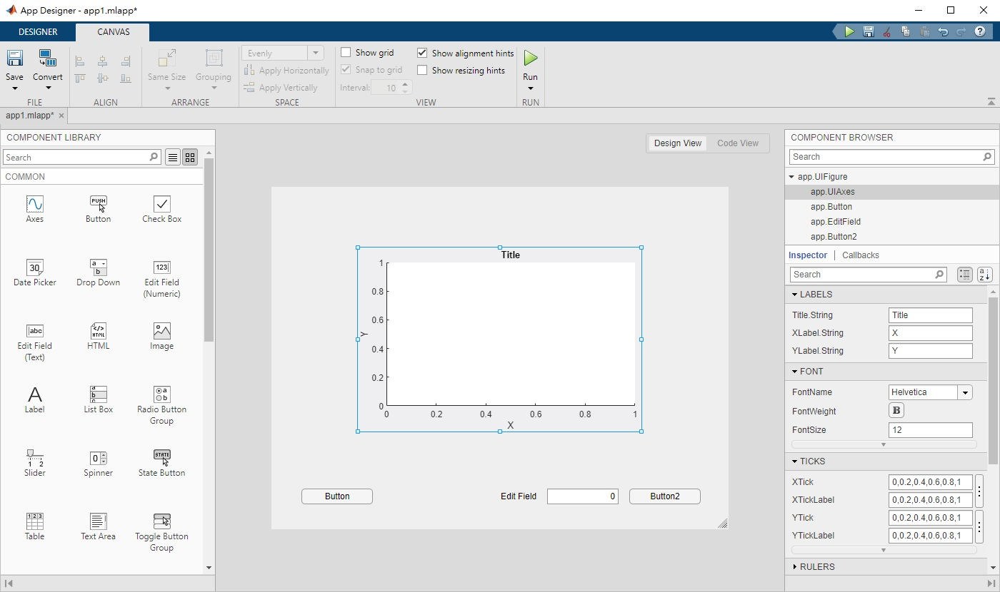 App Designer - app1.mlapp*
DESIGNER
CANVAS
Save
Convert
FILE
ALIGN
Same Size
Grouping
ARRANGE
Evenly
Apply Horizontally
Apply Vertically
SPACE
Show grid
Snap to grid
Interval: 10
Show alignment hints
Show resizing hints
VIEW
Run
RUN
app1.mlapp*
COMPONENT LIBRARY
Search
COMMON
Axes
PUSH
Button
Check Box
30
Date Picker
a
b
Drop Down
123
Edit Field
(Numeric)
abc
Edit Field
(Text)
</>
HTML
HTML
Image
A
Label
a
b
c
List Box
a
b
Radio Button
Group
1 2
Slider
0
Spinner
STATE
State Button
1 2 3
Table
Text Area
Toggle Button
Group
Design View
Code View
Title
1
0.8
0.6
0.4
0.2
0
Y
0 0.2 0.4 0.6 0.8 1
X
Button
Edit Field 0
Button2
COMPONENT BROWSER
Search
app.UIFigure
app.UIAxes
app.Button
app.EditField
app.Button2
Inspector | Callbacks
Search
a
z
LABELS
Title.String Title
XLabel.String X
YLabel.String Y
FONT
FontName Helvetica
FontWeight B
FontSize 12
TICKS
XTick 0,0.2,0.4,0.6,0.8,1
XTickLabel 0,0.2,0.4,0.6,0.8,1
YTick 0,0.2,0.4,0.6,0.8,1
YTickLabel 0,0.2,0.4,0.6,0.8,1
RULERS